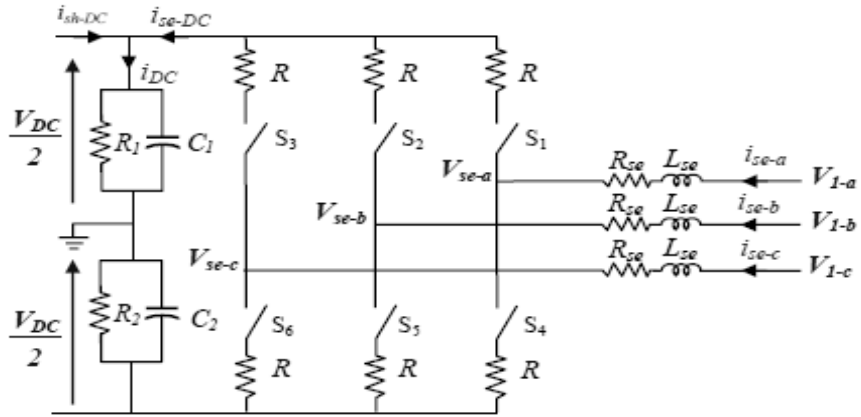 i_sh-DC i_se-DC
i_DC
R R R
V_DC/2
R_1 C_1
S_3 S_2 S_1
V_se-a R_se L_se i_se-a V_1-a
V_se-b R_se L_se i_se-b V_1-b
V_se-c R_se L_se i_se-c V_1-c
V_DC/2
R_2 C_2
S_6 S_5 S_4
R R R